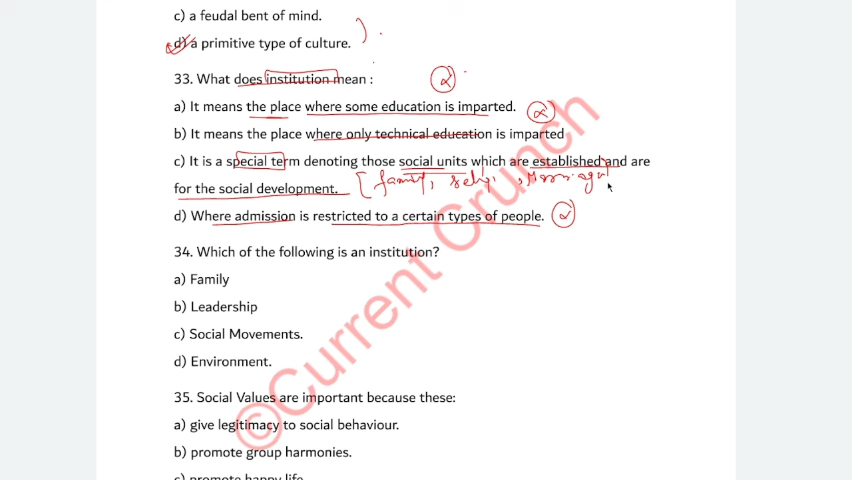 c) a feudal bent of mind.
d) a primitive type of culture.
33. What does institution mean :
a) It means the place where some education is imparted.
b) It means the place where only technical education is imparted
c) It is a special term denoting those social units which are established and are
for the social development. [family,
d) Where admission is restricted to a certain types of people.
34. Which of the following is an institution?
a) Family
b) Leadership
c) Social Movements.
d) Environment.
35. Social Values are important because these:
a) give legitimacy to social behaviour.
b) promote group harmonies.
c) promote happy life
©Current Crunch